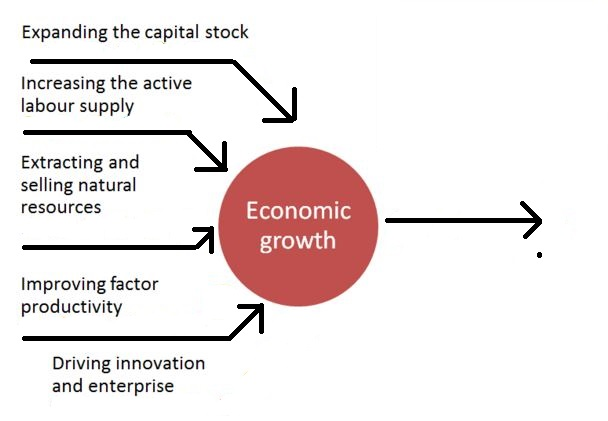 Expanding the capital stock
Increasing the active
labour supply
Extracting and
selling natural
resources
Economic
growth
Improving factor
productivity
Driving innovation
and enterprise